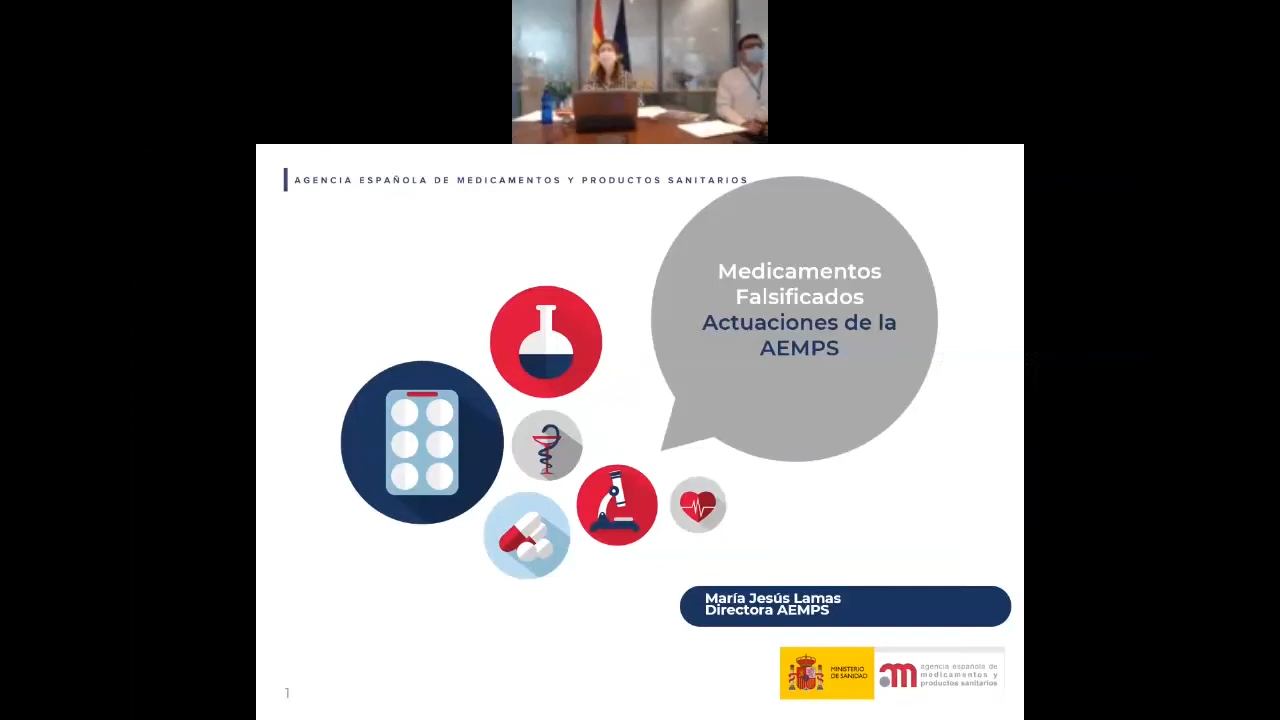 AGENCIA ESPAÑOLA DE MEDICAMENTOS Y PRODUCTOS SANITARIOS
Medicamentos
Falsificados
Actuaciones de la
AEMPS
María Jesús Lamas
Directora AEMPS
MINISTERIO
DE SANIDAD
am
agencia española de
medicamentos y
productos sanitarios
1